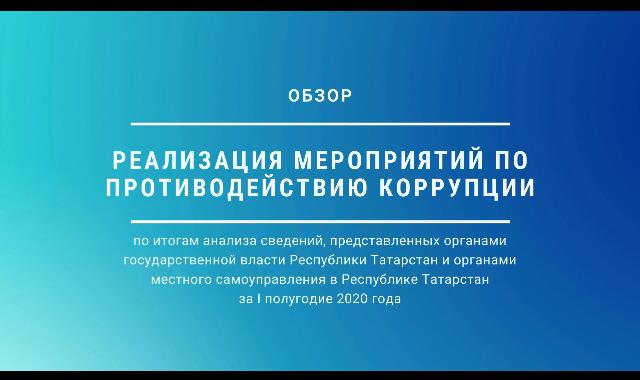 ОБЗОР
РЕАЛИЗАЦИЯ МЕРОПРИЯТИЙ ПО
ПРОТИВОДЕЙСТВИЮ КОРРУПЦИИ
по итогам анализа сведений, представленных органами
государственной власти Республики Татарстан и органами
местного самоуправления в Республике Татарстан
за I полугодие 2020 года